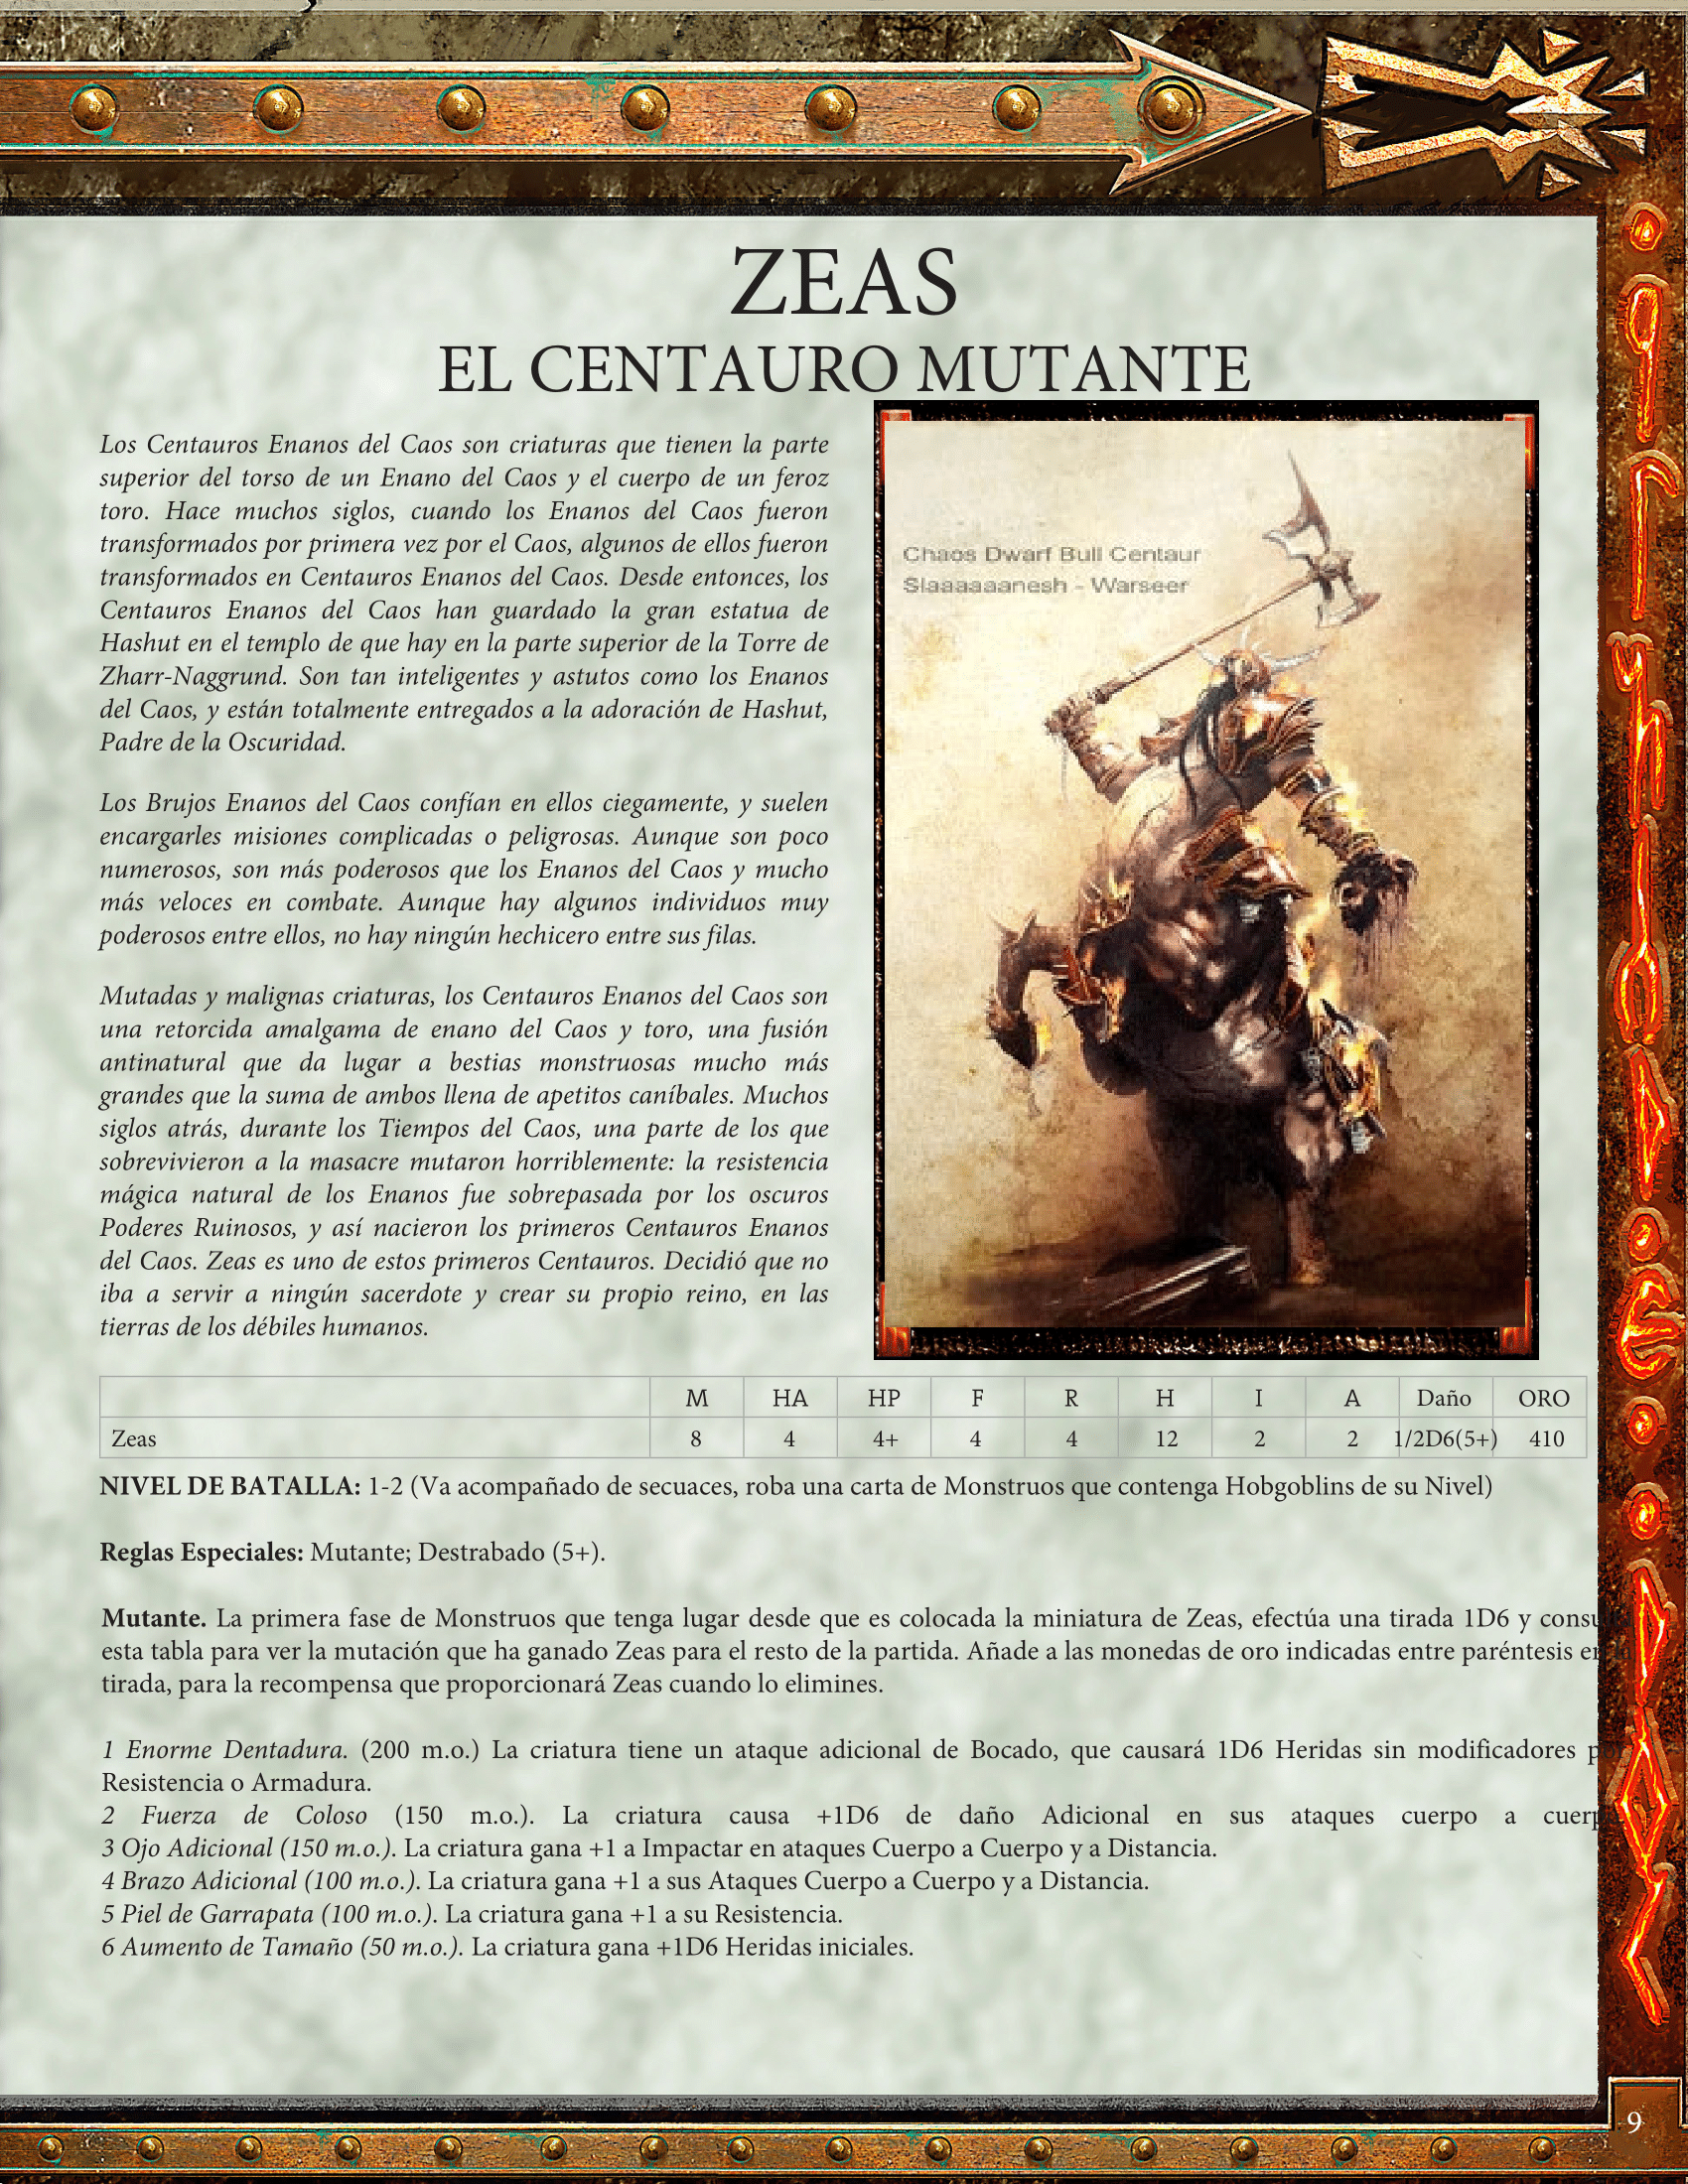 ZEAS
EL CENTAURO MUTANTE
Los Centauros Enanos del Caos son criaturas que tienen la parte
superior del torso de un Enano del Caos y el cuerpo de un feroz
toro. Hace muchos siglos, cuando los Enanos del Caos fueron
transformados por primera vez por el Caos, algunos de ellos fueron
transformados en Centauros Enanos del Caos. Desde entonces, los
Centauros Enanos del Caos han guardado la gran estatua de
Hashut en el templo de que hay en la parte superior de la Torre de
Zharr-Naggrund. Son tan inteligentes y astutos como los Enanos
del Caos, y están totalmente entregados a la adoración de Hashut,
Padre de la Oscuridad.
Los Brujos Enanos del Caos confían en ellos ciegamente, y suelen
encargarles misiones complicadas o peligrosas. Aunque son poco
numerosos, son más poderosos que los Enanos del Caos y mucho
más veloces en combate. Aunque hay algunos individuos muy
poderosos entre ellos, no hay ningún hechicero entre sus filas.
Mutadas y malignas criaturas, los Centauros Enanos del Caos son
una retorcida amalgama de enano del Caos y toro, una fusión
antinatural que da lugar a bestias monstruosas mucho más
grandes que la suma de ambos llena de apetitos caníbales. Muchos
siglos atrás, durante los Tiempos del Caos, una parte de los que
sobrevivieron a la masacre mutaron horriblemente: la resistencia
mágica natural de los Enanos fue sobrepasada por los oscuros
Poderes Ruinosos, y así nacieron los primeros Centauros Enanos
del Caos. Zeas es uno de estos primeros Centauros. Decidió que no
iba a servir a ningún sacerdote y crear su propio reino, en las
tierras de los débiles humanos.
Chaos Dwarf Bull Centaur
Slaaaaaanesh - Warseer
M HA HP F R H I A Daño ORO
Zeas 8 4 4+ 4 4 12 2 2 1/2D6(5+) 410
NIVEL DE BATALLA: 1-2 (Va acompañado de secuaces, roba una carta de Monstruos que contenga Hobgoblins de su Nivel)
Reglas Especiales: Mutante; Destrabado (5+).
Mutante. La primera fase de Monstruos que tenga lugar desde que es colocada la miniatura de Zeas, efectúa una tirada 1D6 y
esta tabla para ver la mutación que ha ganado Zeas para el resto de la partida. Añade a las monedas de oro indicadas entre paréntesis en la
tirada, para la recompensa que proporcionará Zeas cuando lo elimines.
1 Enorme Dentadura. (200 m.o.) La criatura tiene un ataque adicional de Bocado, que causará 1D6 Heridas sin modificadores por
Resistencia o Armadura.
2 Fuerza de Coloso (150 m.o.). La criatura causa +1D6 de daño Adicional en sus ataques cuerpo a cuerpo.
3 Ojo Adicional (150 m.o.). La criatura gana +1 a Impactar en ataques Cuerpo a Cuerpo y a Distancia.
4 Brazo Adicional (100 m.o.). La criatura gana +1 a sus Ataques Cuerpo a Cuerpo y a Distancia.
5 Piel de Garrapata (100 m.o.). La criatura gana +1 a su Resistencia.
6 Aumento de Tamaño (50 m.o.). La criatura gana +1D6 Heridas iniciales.
9